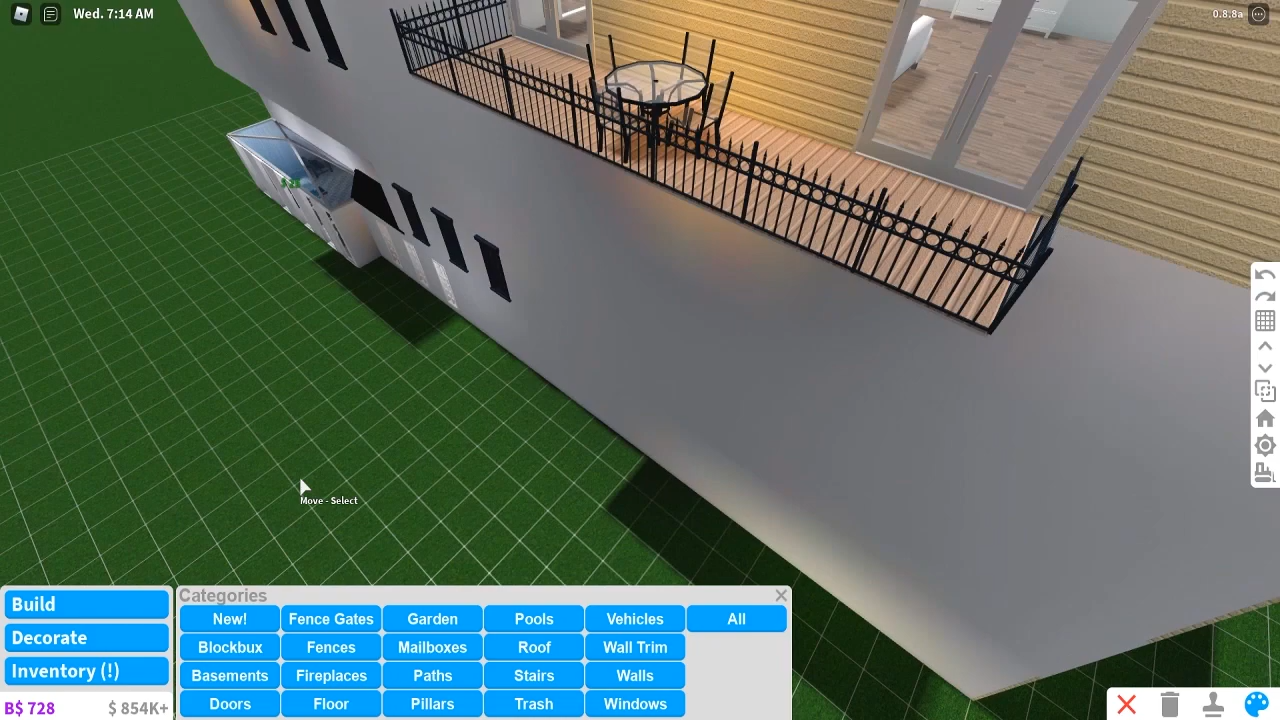 Wed. 7:14 AM
0.8.8a
Move - Select
Build
Decorate
Inventory (!)
B$ 728 $ 854K+
Categories
New! Fence Gates Garden Pools Vehicles All
Blockbux Fences Mailboxes Roof Wall Trim
Basements Fireplaces Paths Stairs Walls
Doors Floor Pillars Trash Windows